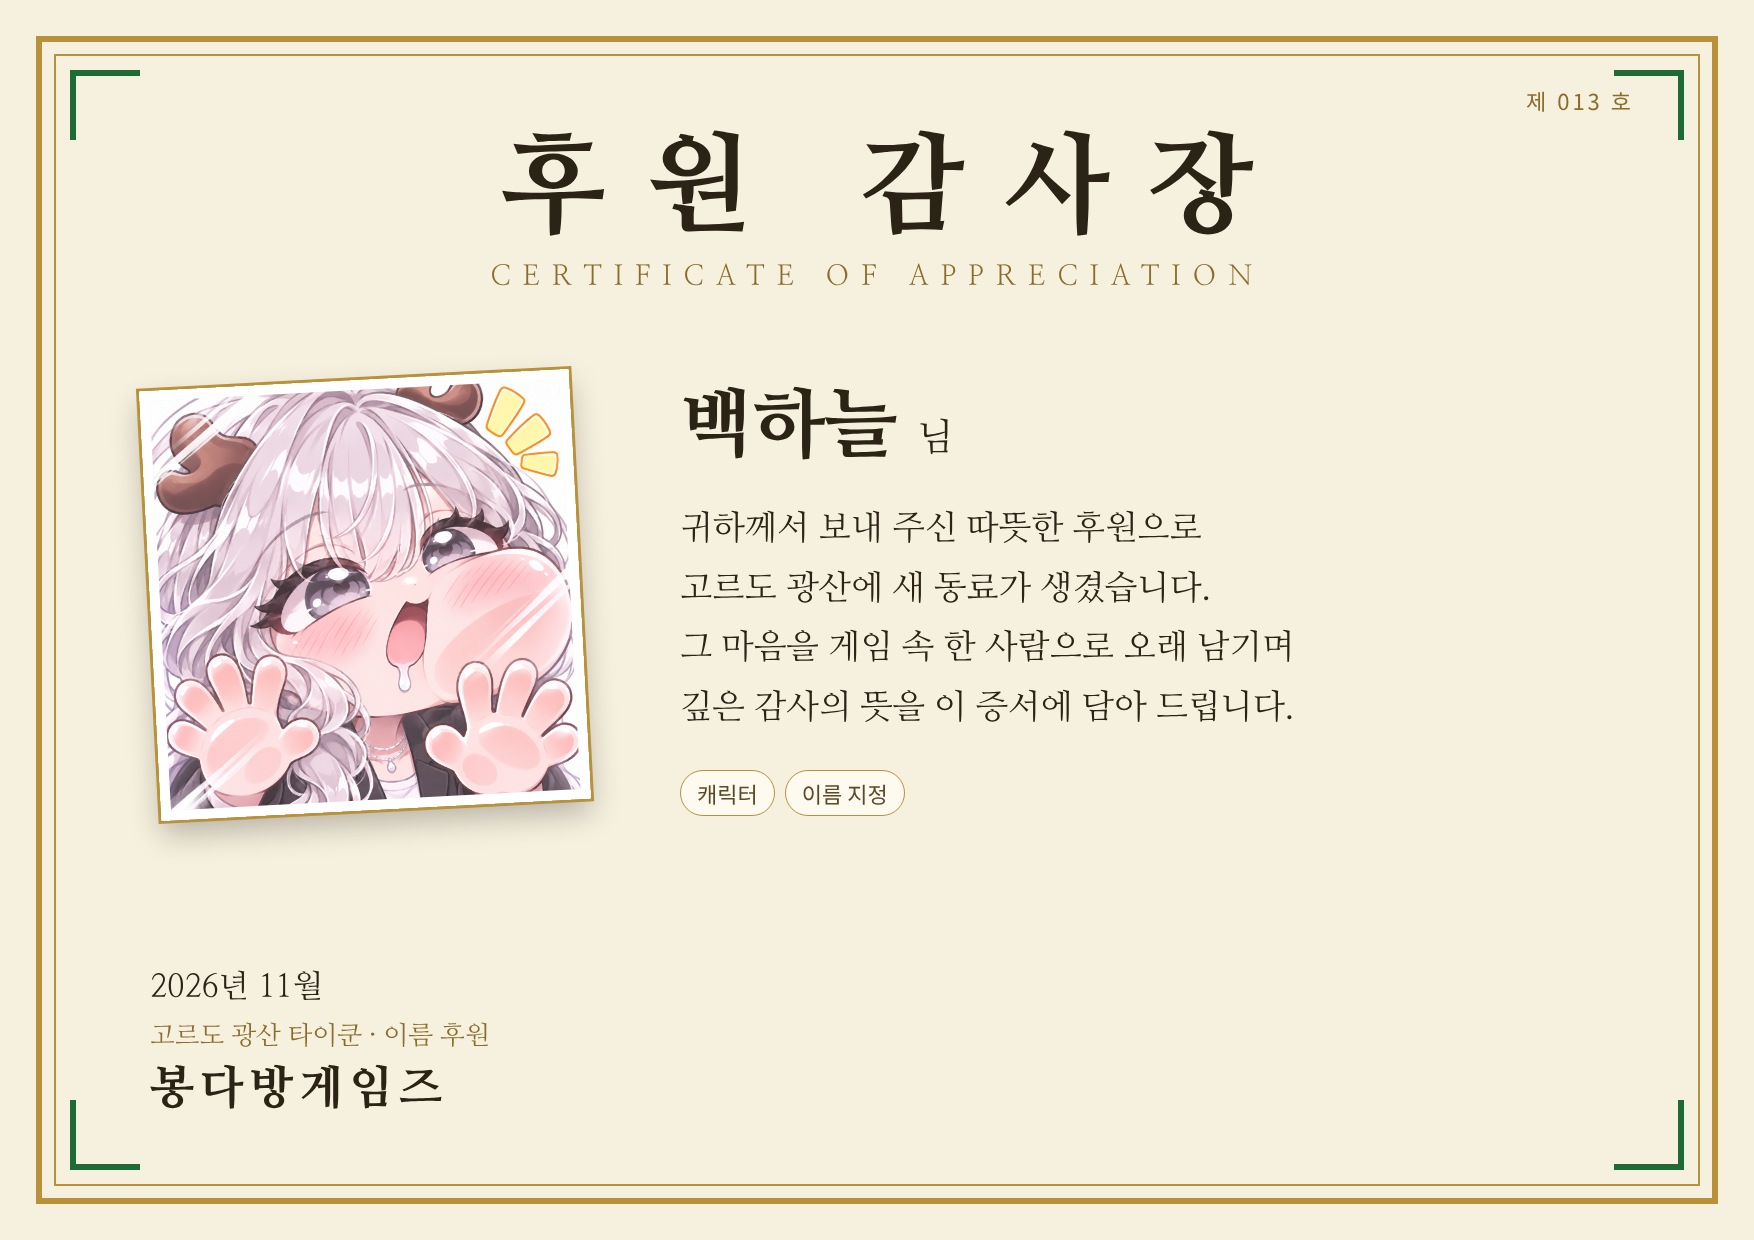 제 013 호
후원 감사장
CERTIFICATE OF APPRECIATION
백하늘 님
귀하께서 보내 주신 따뜻한 후원으로
고르도 광산에 새 동료가 생겼습니다.
그 마음을 게임 속 한 사람으로 오래 남기며
깊은 감사의 뜻을 이 증서에 담아 드립니다.
캐릭터 이름 지정
2026년 11월
고르도 광산 타이쿤 · 이름 후원
봉다방게임즈